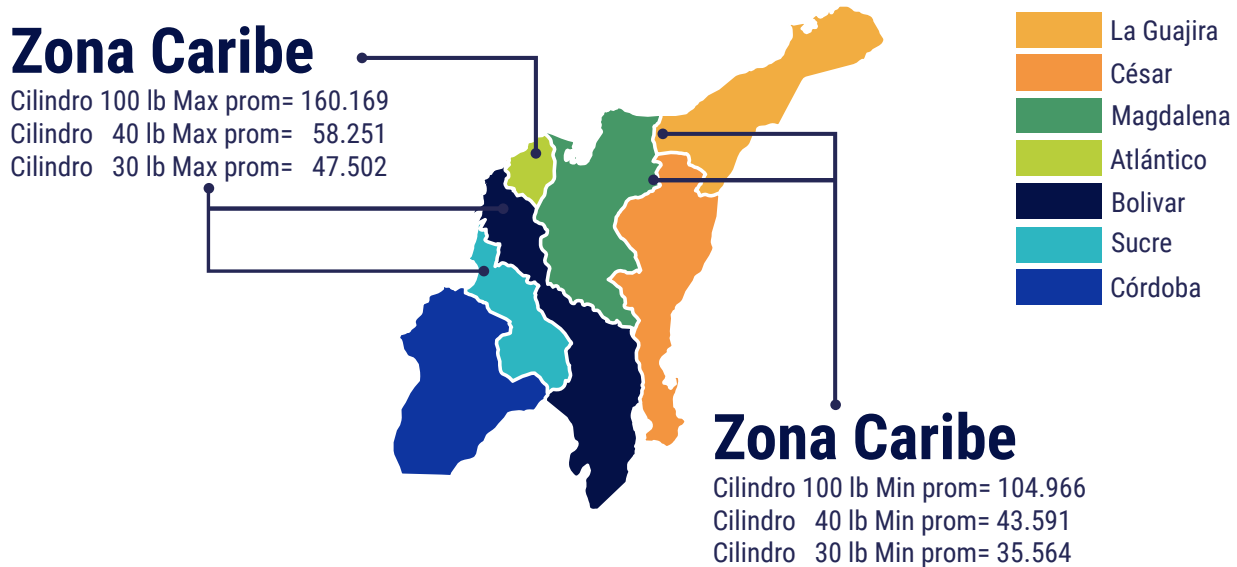 Zona Caribe
Cilindro 100 lb Max prom= 160.169
Cilindro 40 lb Max prom= 58.251
Cilindro 30 lb Max prom= 47.502
La Guajira
César
Magdalena
Atlántico
Bolivar
Sucre
Córdoba
Zona Caribe
Cilindro 100 lb Min prom= 104.966
Cilindro 40 lb Min prom= 43.591
Cilindro 30 lb Min prom= 35.564